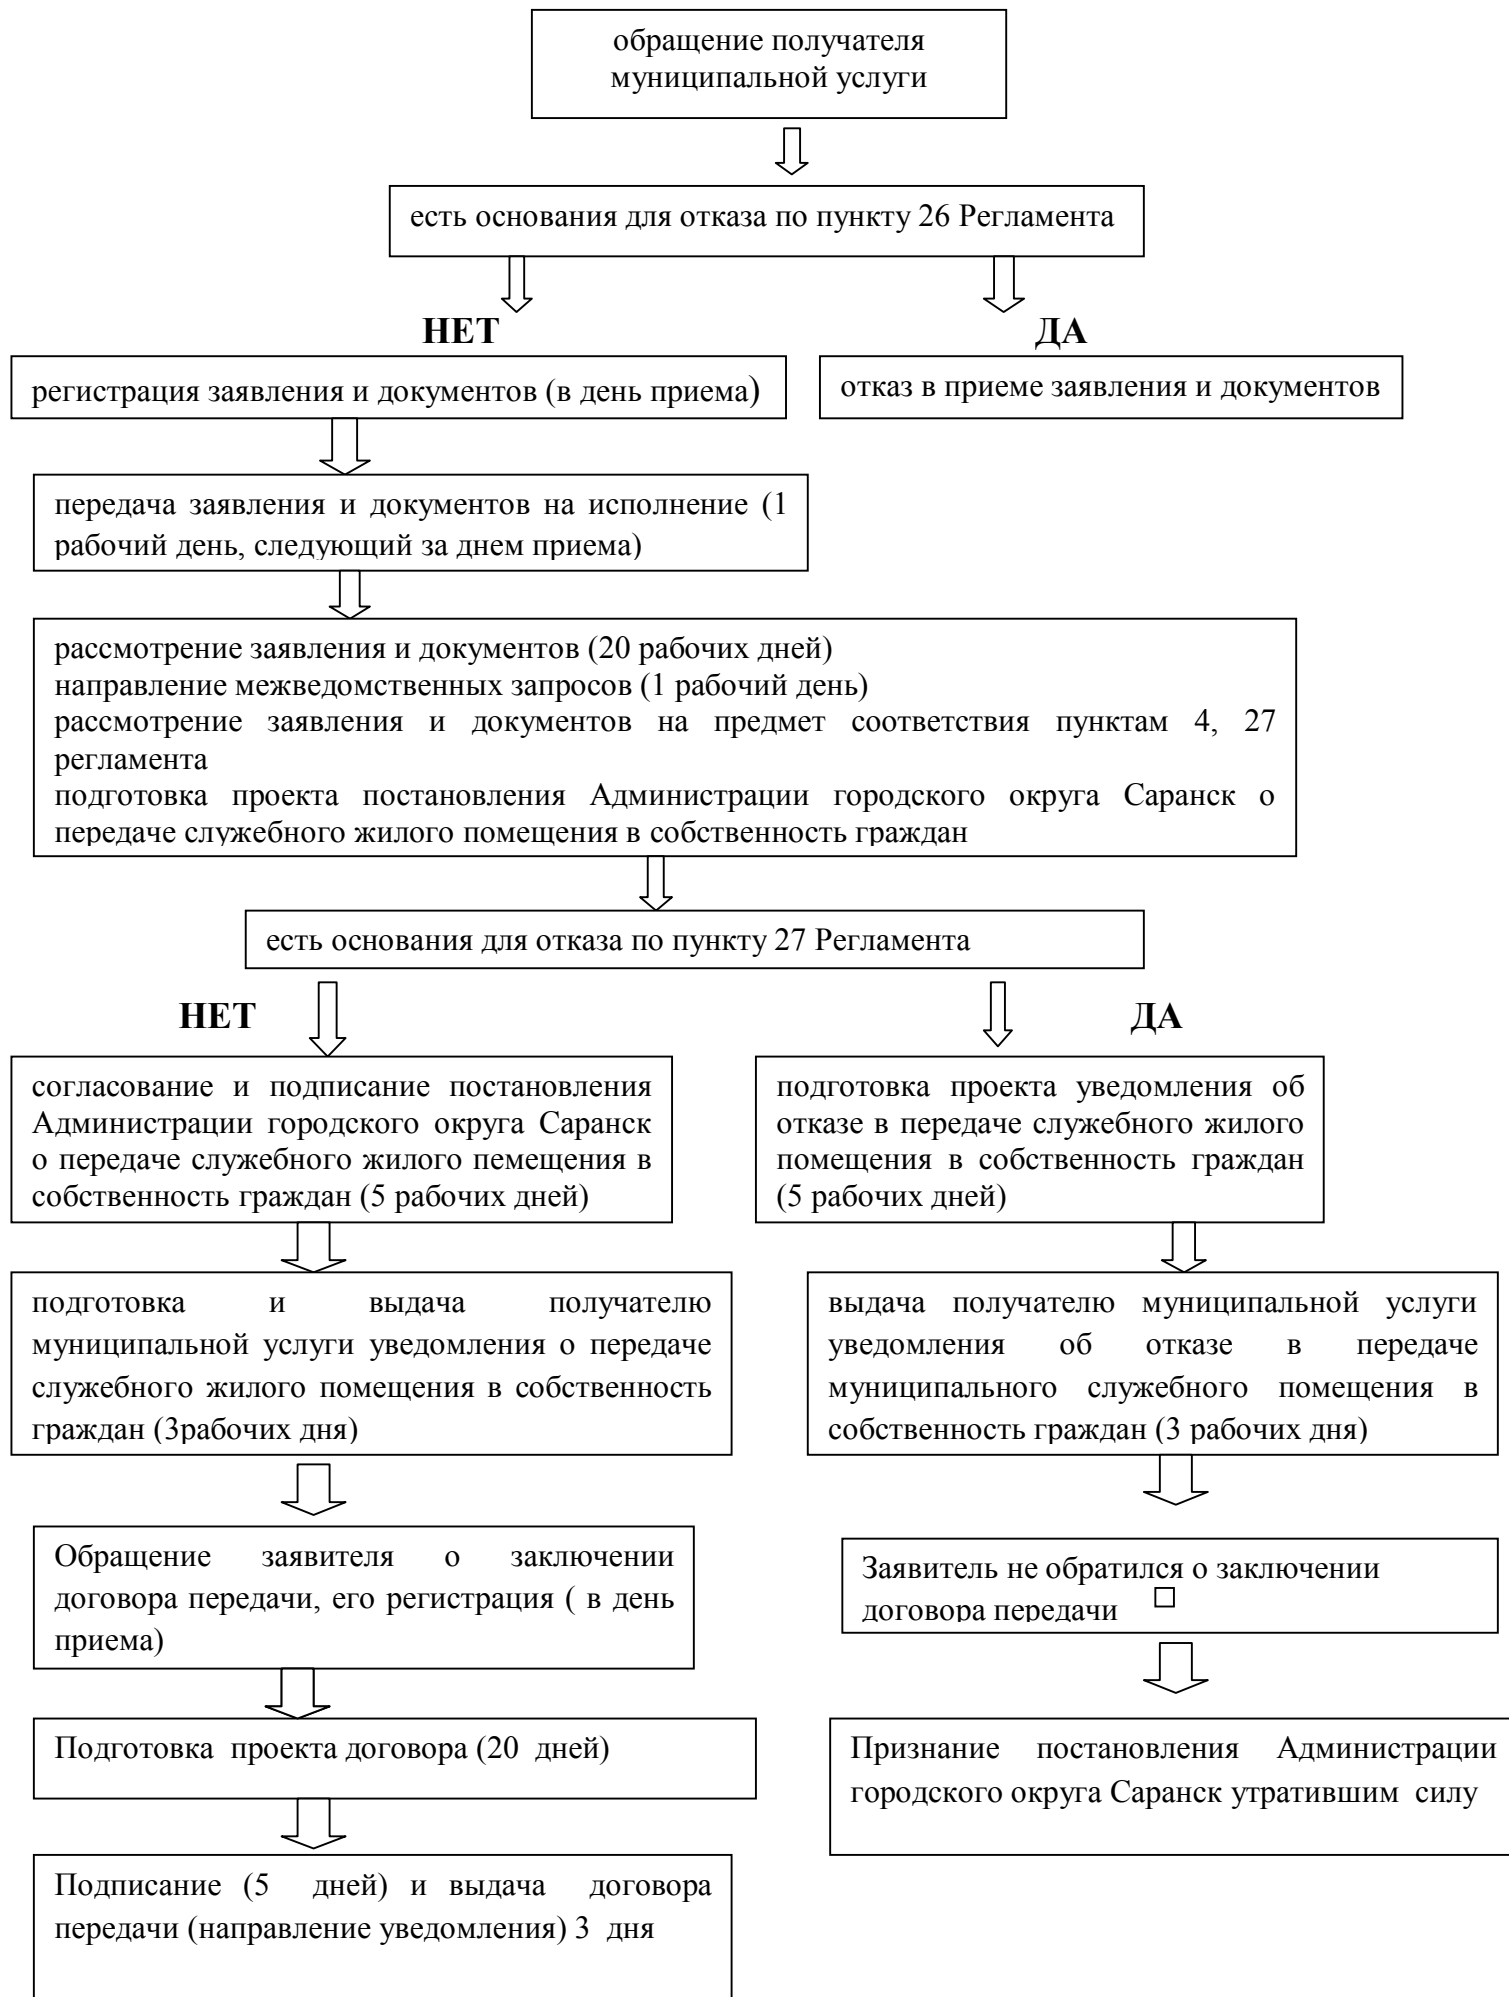 обращение получателя
муниципальной услуги
есть основания для отказа по пункту 26 Регламента
НЕТ
ДА
регистрация заявления и документов (в день приема)
отказ в приеме заявления и документов
передача заявления и документов на исполнение (1
рабочий день, следующий за днем приема)
рассмотрение заявления и документов (20 рабочих дней)
направление межведомственных запросов (1 рабочий день)
рассмотрение заявления и документов на предмет соответствия пунктам 4, 27
регламента
подготовка проекта постановления Администрации городского округа Саранск о
передаче служебного жилого помещения в собственность граждан
есть основания для отказа по пункту 27 Регламента
НЕТ
ДА
согласование и подписание постановления
Администрации городского округа Саранск
о передаче служебного жилого пемещения в
собственность граждан (5 рабочих дней)
подготовка проекта уведомления об
отказе в передаче служебного жилого
помещения в собственность граждан
(5 рабочих дней)
подготовка и выдача получателю
муниципальной услуги уведомления о передаче
служебного жилого помещения в собственность
граждан (3рабочих дня)
выдача получателю муниципальной услуги
уведомления об отказе в передаче
муниципального служебного помещения в
собственность граждан (3 рабочих дня)
Обращение заявителя о заключении
договора передачи, его регистрация ( в день
приема)
Заявитель не обратился о заключении
договора передачи
Подготовка проекта договора (20 дней)
Признание постановления Администрации
городского округа Саранск утратившим силу
Подписание (5 дней) и выдача договора
передачи (направление уведомления) 3 дня